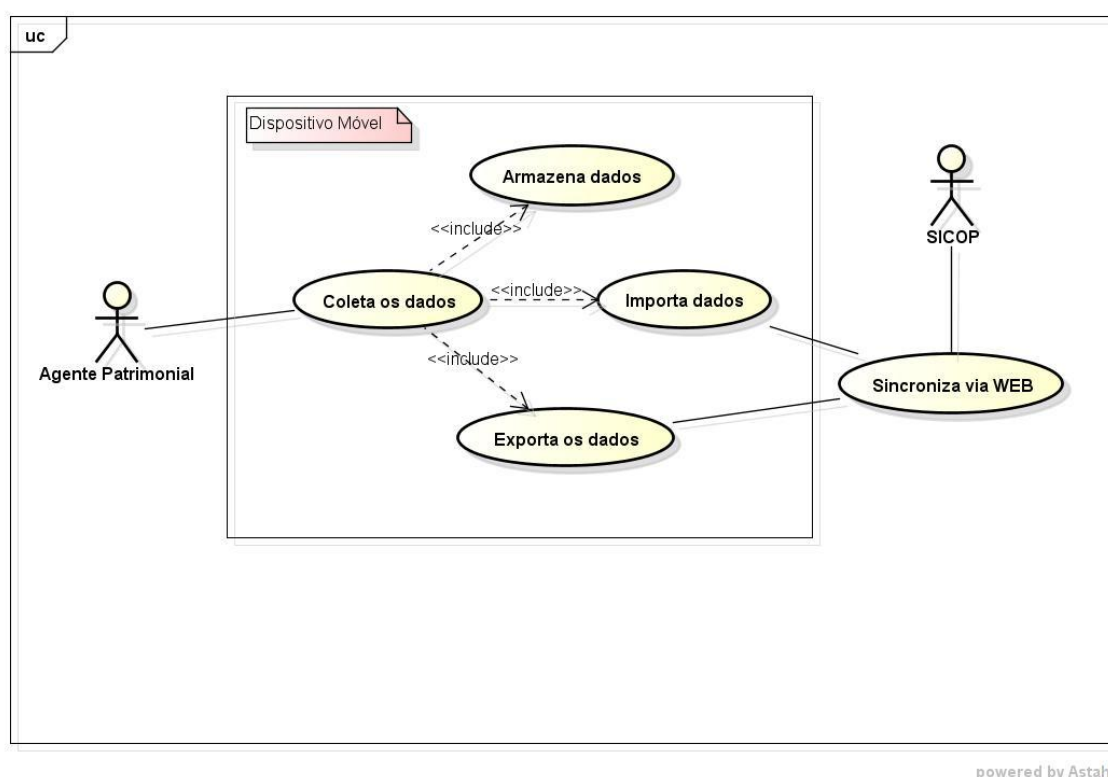 uc
Dispositivo Móvel
Armazena dados
<<include>>
SICOP
Coleta os dados
<<include>>
Importa dados
Agente Patrimonial
<<include>>
Sincroniza via WEB
Exporta os dados
powered by Astah